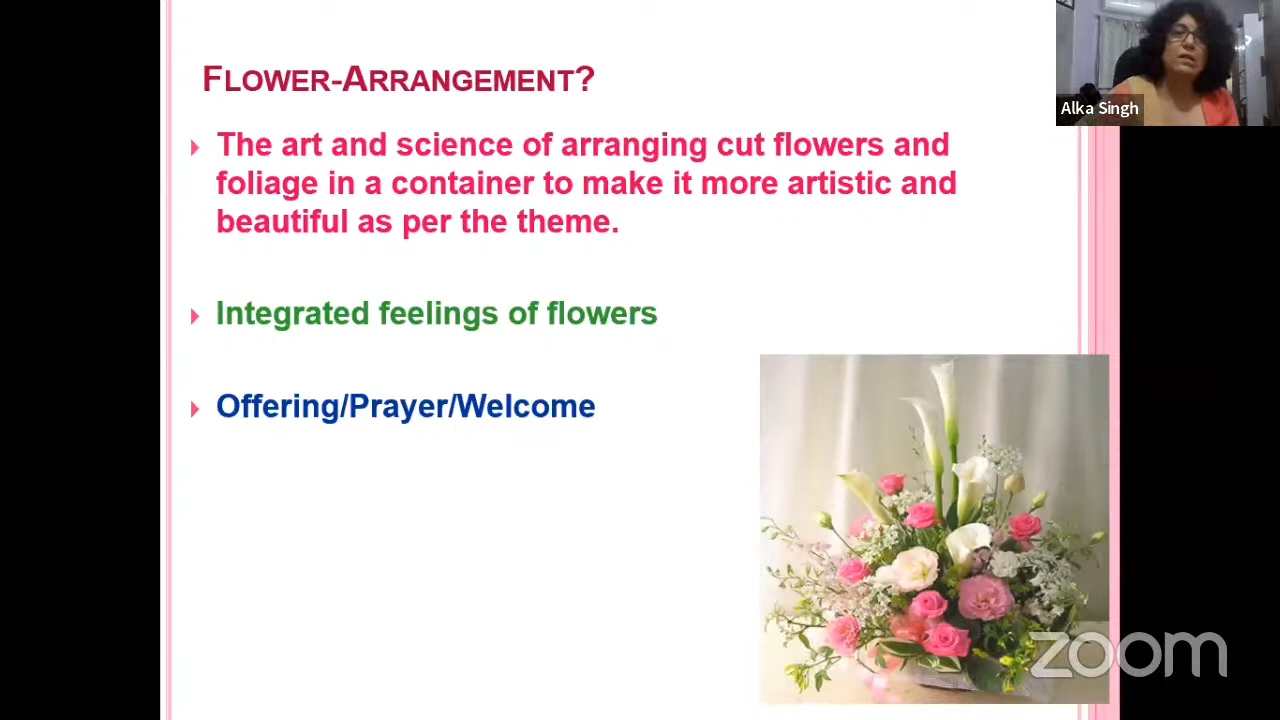 FLOWER-ARRANGEMENT?
The art and science of arranging cut flowers and
foliage in a container to make it more artistic and
beautiful as per the theme.
Integrated feelings of flowers
Offering/Prayer/Welcome
Alka Singh
zoom